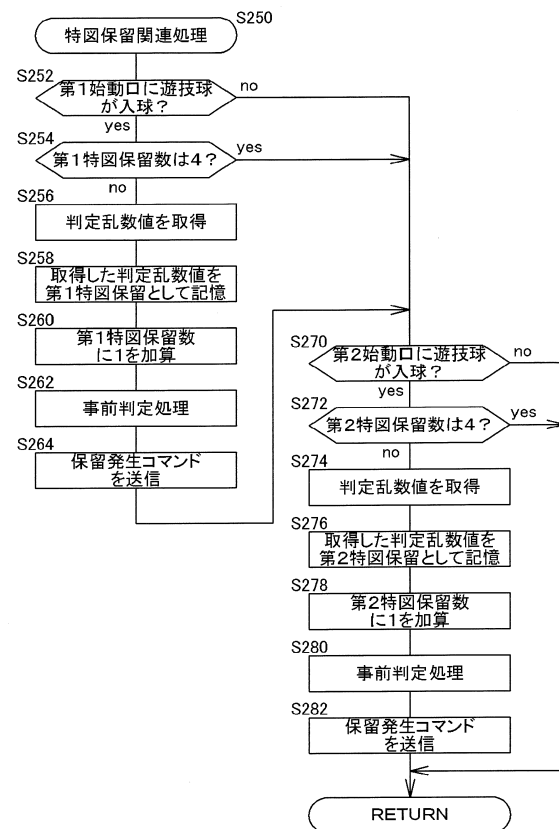 S250
特図保留関連処理
S252
第1始動口に遊技球
が入球?
no
yes
S254
第1特図保留数は4?
yes
no
S256
判定乱数値を取得
S258
取得した判定乱数値を
第1特図保留として記憶
S260
第1特図保留数
に1を加算
S262
事前判定処理
S264
保留発生コマンド
を送信
S270
第2始動口に遊技球
が入球?
no
yes
S272
第2特図保留数は4?
yes
no
S274
判定乱数値を取得
S276
取得した判定乱数値を
第2特図保留として記憶
S278
第2特図保留数
に1を加算
S280
事前判定処理
S282
保留発生コマンド
を送信
RETURN